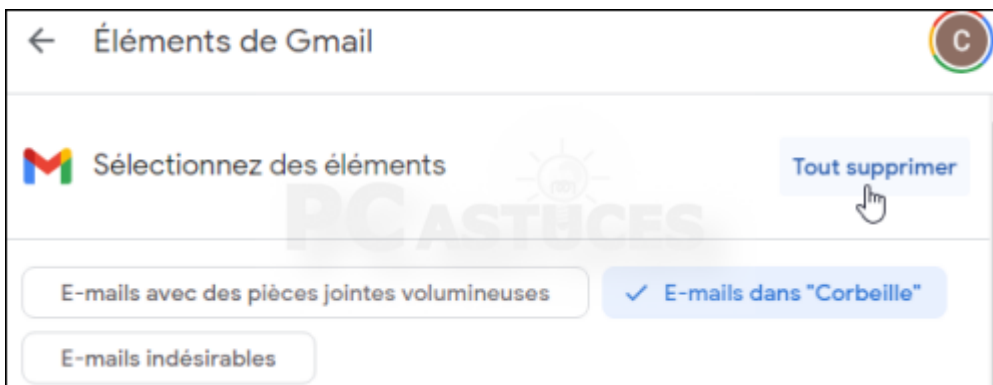 Éléments de Gmail
C
Sélectionnez des éléments
Tout supprimer
PC ASTUCES
E-mails avec des pièces jointes volumineuses
E-mails dans "Corbeille"
E-mails indésirables